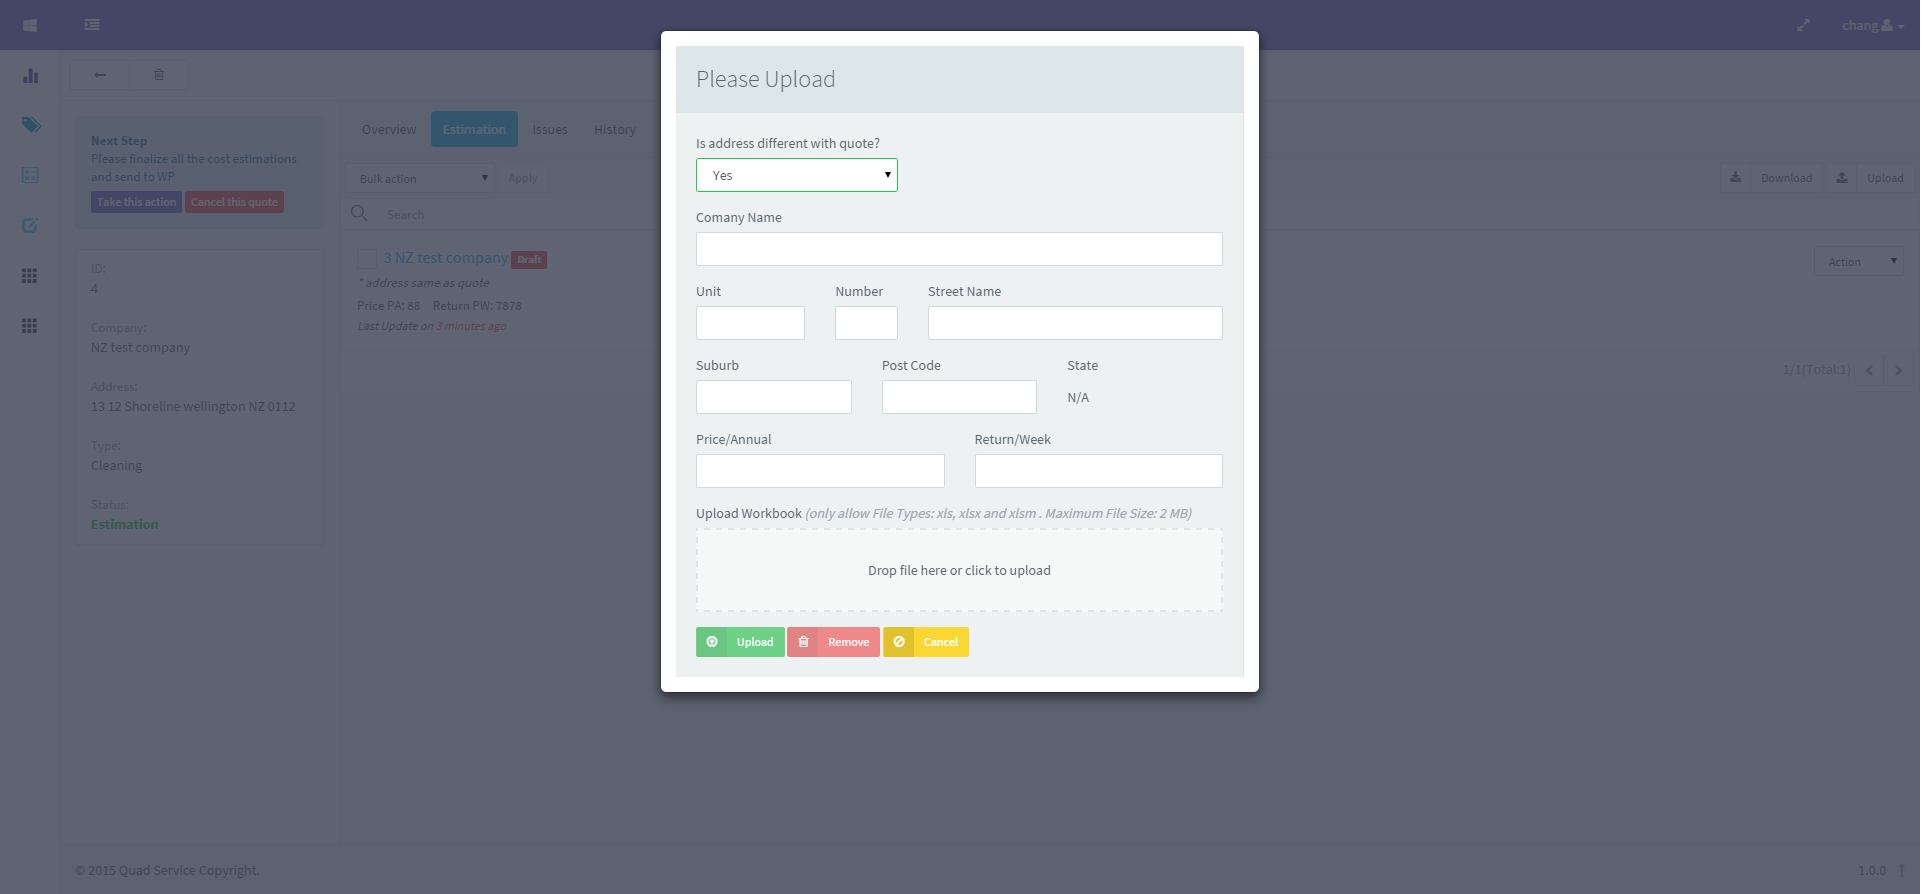 chang
Next Step
Please finalize all the cost estimations
and send to WP
Take this action Cancel this quote
ID:
4
Company:
NZ test company
Address:
13 12 Shoreline wellington NZ 0112
Type:
Cleaning
Status:
Estimation
Overview Estimation Issues History
Bulk action Apply
Download Upload
Search
3 NZ test company Draft
* address same as quote
Price PA: 88 Return PW: 7878
Last Update on 3 minutes ago
Action
1/1(Total:1)
Please Upload
Is address different with quote?
Yes
Comany Name
Unit Number Street Name
Suburb Post Code State
N/A
Price/Annual Return/Week
Upload Workbook (only allow File Types: xls, xlsx and xlsm . Maximum File Size: 2 MB)
Drop file here or click to upload
Upload Remove Cancel
© 2015 Quad Service Copyright.
1.0.0